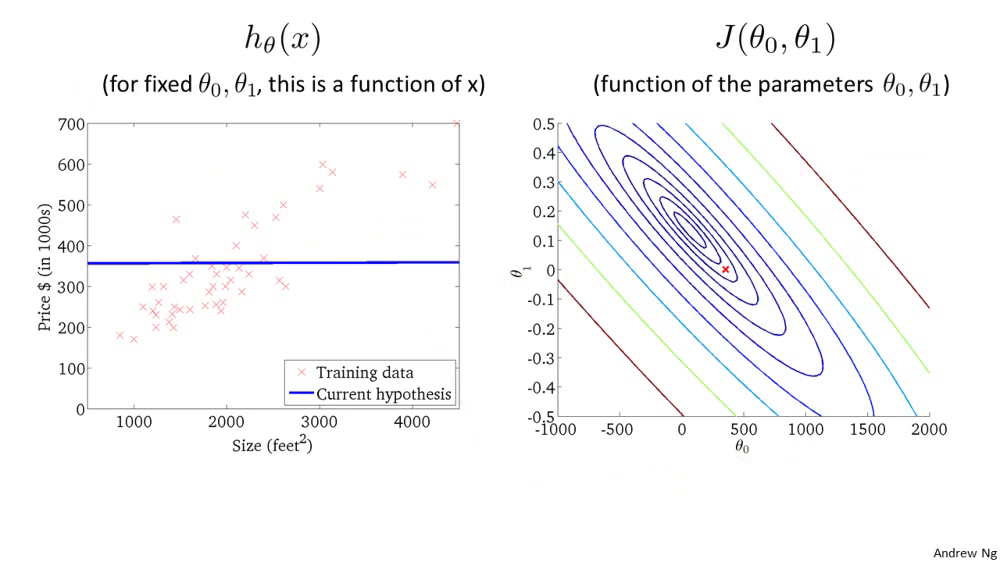 h_θ(x)
(for fixed θ₀, θ₁, this is a function of x)
700
600
500
400
300
200
100
0
Price $ (in 1000s)
1000 2000 3000 4000
Size (feet²)
Training data
Current hypothesis
J(θ₀, θ₁)
(function of the parameters θ₀, θ₁)
0.5
0.4
0.3
0.2
0.1
0
-0.1
-0.2
-0.3
-0.4
-0.5
θ₁
-1000 -500 0 500 1000 1500 2000
θ₀
Andrew Ng